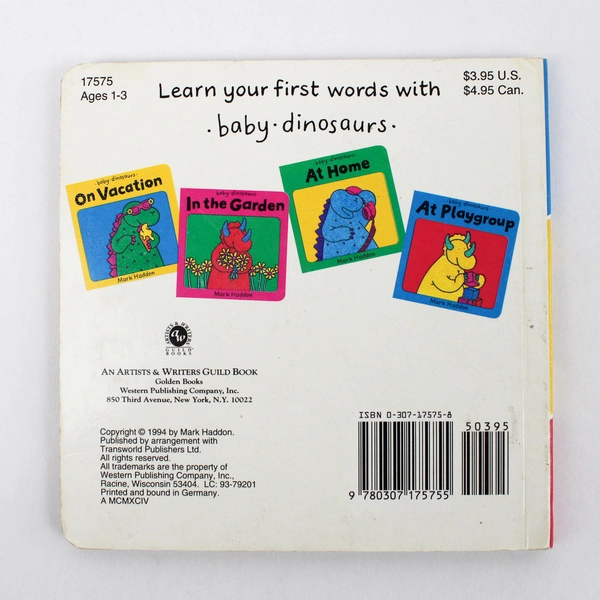 17575
Ages 1-3
Learn your first words with
·baby·dinosaurs·
$3.95 U.S.
$4.95 Can.
·baby·dinosaurs·
On Vacation
Mark Haddon
·baby·dinosaurs·
In the Garden
Mark Haddon
·baby·dinosaurs·
At Home
Mark Haddon
·baby·dinosaurs·
At Playgroup
Mark Haddon
ARTISTS & WRITERS
aw
GUILD
BOOKS
AN ARTISTS & WRITERS GUILD BOOK
Golden Books
Western Publishing Company, Inc.
850 Third Avenue, New York, N.Y. 10022
Copyright © 1994 by Mark Haddon.
Published by arrangement with
Transworld Publishers Ltd.
All rights reserved.
All trademarks are the property of
Western Publishing Company, Inc.,
Racine, Wisconsin 53404. LC: 93-79201
Printed and bound in Germany.
A MCMXCIV
ISBN 0-307-17575-8
50395
9 780307 175755